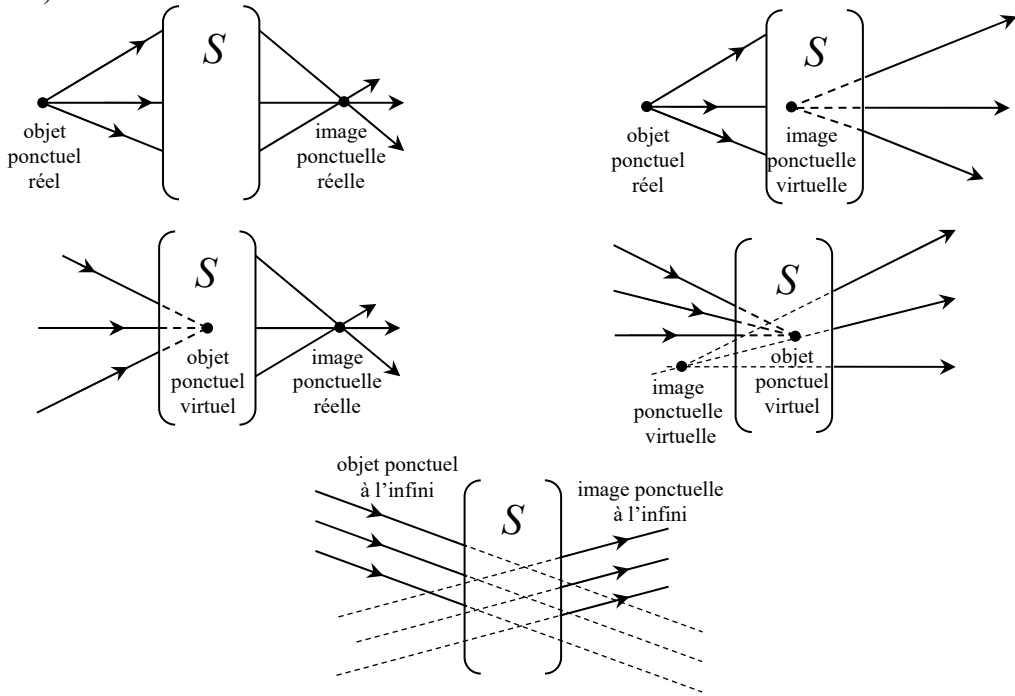 )
S
objet
ponctuel
réel
image
ponctuelle
réelle
S
objet
ponctuel
réel
image
ponctuelle
virtuelle
S
objet
ponctuel
virtuel
image
ponctuelle
réelle
S
image
ponctuelle
virtuelle
objet
ponctuel
virtuel
objet ponctuel
à l’infini
S
image ponctuelle
à l’infini